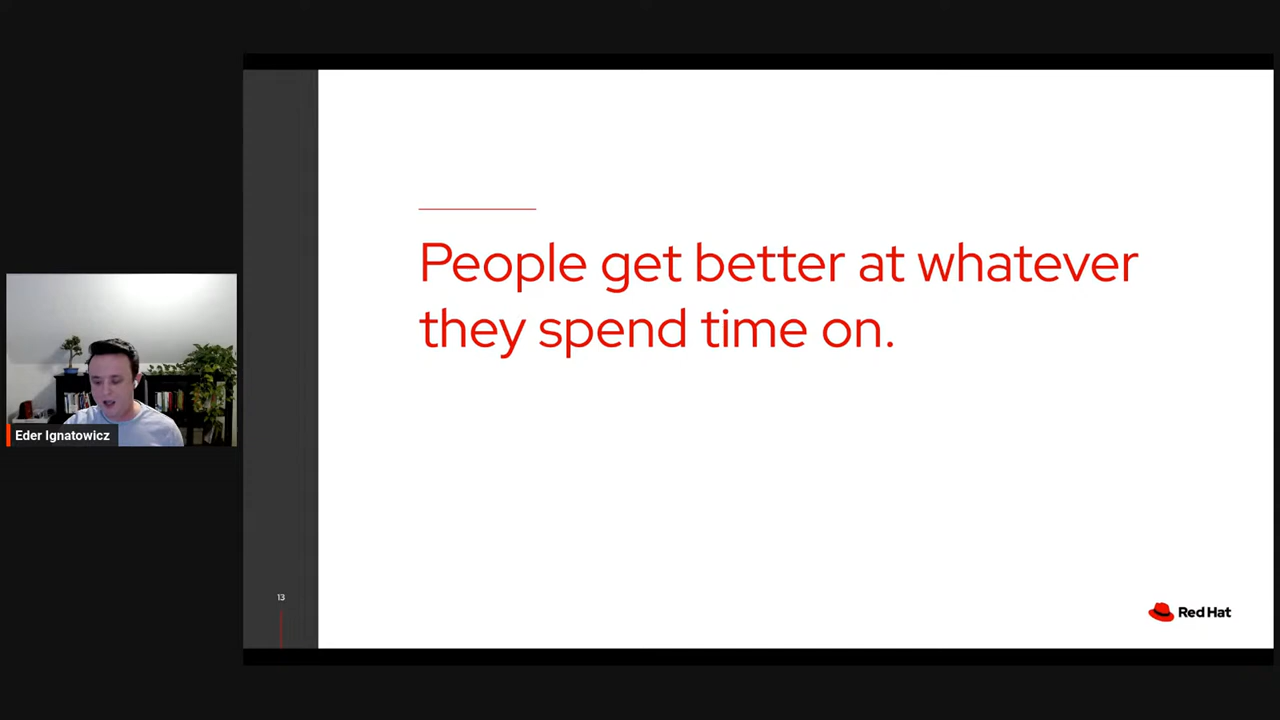 People get better at whatever
they spend time on.
Eder Ignatowicz
13
Red Hat